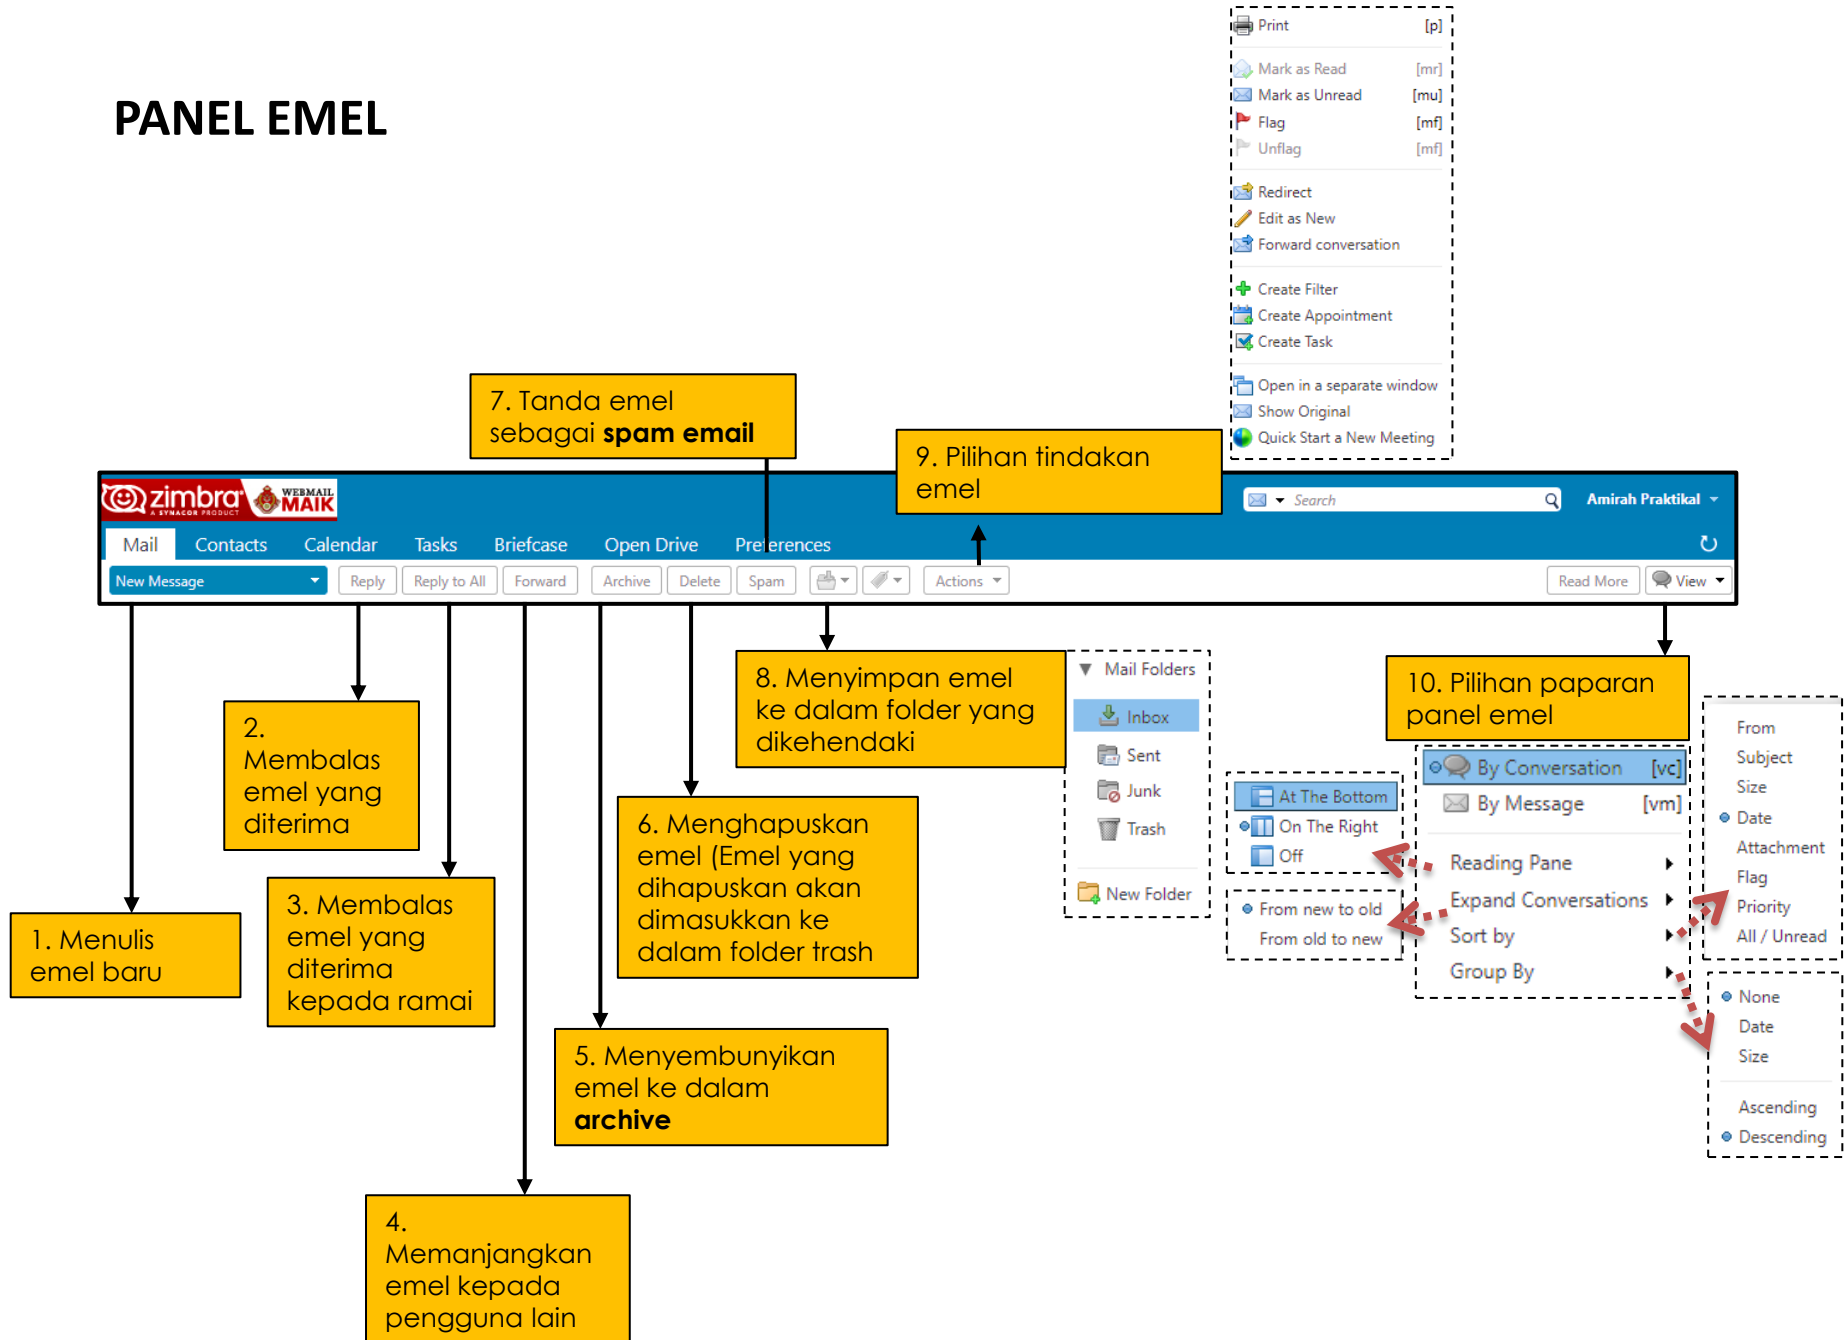 PANEL EMEL
Print [p]
Mark as Read [mr]
Mark as Unread [mu]
Flag [mf]
Unflag [mf]
Redirect
Edit as New
Forward conversation
Create Filter
Create Appointment
Create Task
Open in a separate window
Show Original
Quick Start a New Meeting
7. Tanda emel
sebagai spam email
9. Pilihan tindakan
emel
zimbra
A SYNACOR PRODUCT
WEBMAIL
MAIK
Search
Amirah Praktikal
Mail Contacts Calendar Tasks Briefcase Open Drive Preferences
New Message Reply Reply to All Forward Archive Delete Spam Actions Read More View
8. Menyimpan emel
ke dalam folder yang
dikehendaki
Mail Folders
Inbox
Sent
Junk
Trash
New Folder
10. Pilihan paparan
panel emel
By Conversation [vc]
By Message [vm]
Reading Pane
Expand Conversations
Sort by
Group By
At The Bottom
On The Right
Off
From new to old
From old to new
From
Subject
Size
Date
Attachment
Flag
Priority
All / Unread
None
Date
Size
Ascending
Descending
2.
Membalas
emel yang
diterima
6. Menghapuskan
emel (Emel yang
dihapuskan akan
dimasukkan ke
dalam folder trash
3. Membalas
emel yang
diterima
kepada ramai
1. Menulis
emel baru
5. Menyembunyikan
emel ke dalam
archive
4.
Memanjangkan
emel kepada
pengguna lain